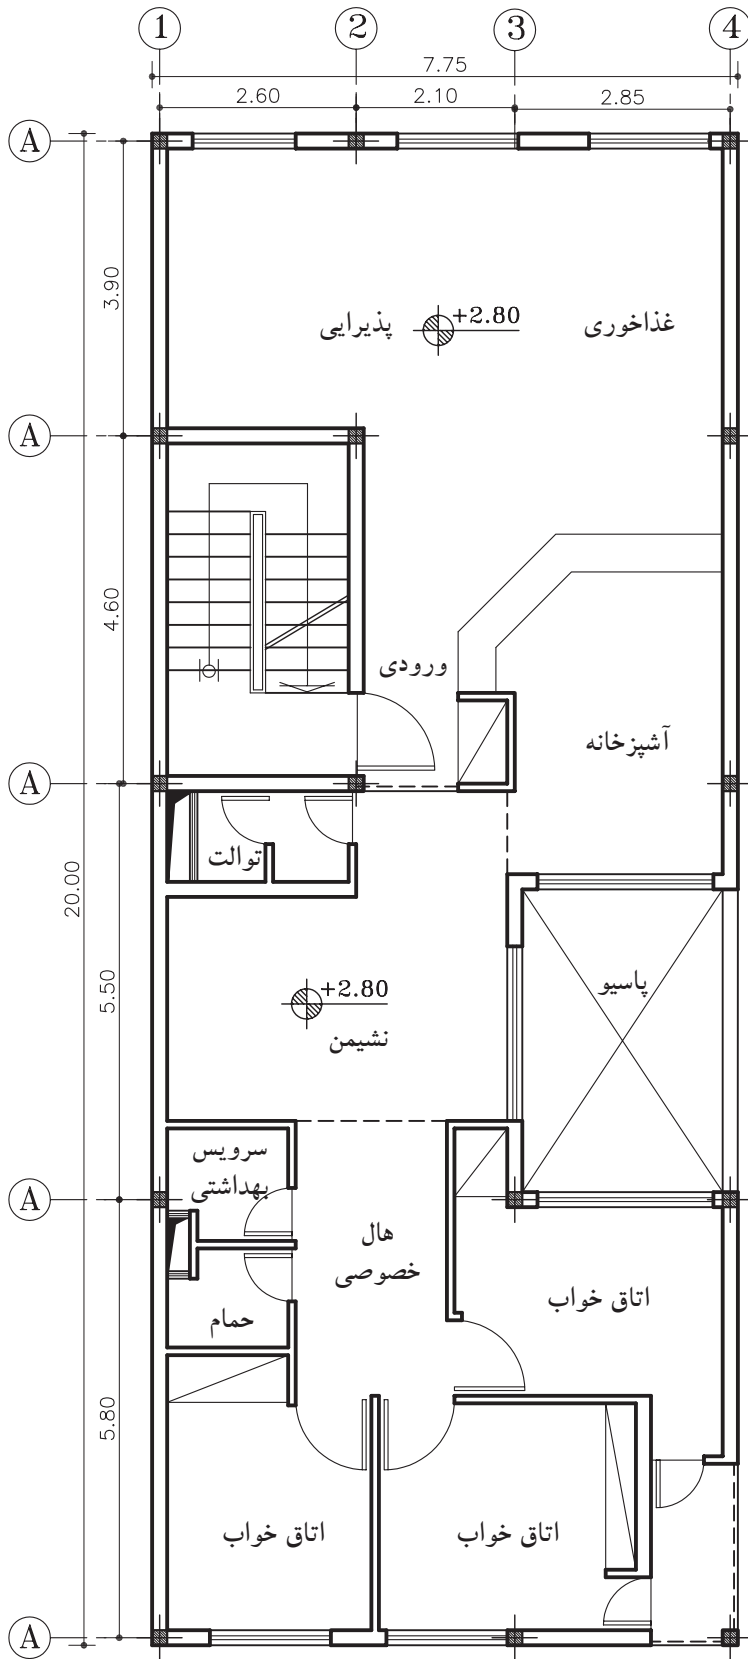 1 2 3 4
7.75
2.60 2.10 2.85
A
3.90
پذیرایی +2.80 غذاخوری
A
4.60
ورودی
آشپزخانه
A
توالت
20.00
5.50
پاسیو
+2.80
نشیمن
سرویس
بهداشتی
A
هال
خصوصی
اتاق خواب
حمام
5.80
اتاق خواب اتاق خواب
A